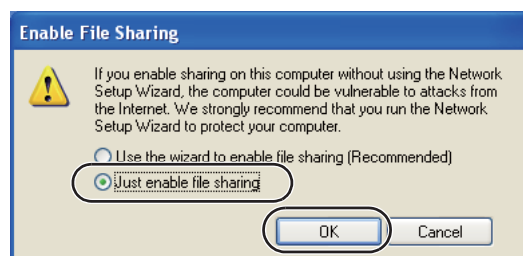 Enable File Sharing
If you enable sharing on this computer without using the Network
Setup Wizard, the computer could be vulnerable to attacks from
the Internet. We strongly recommend that you run the Network
Setup Wizard to protect your computer.
Use the wizard to enable file sharing (Recommended)
Just enable file sharing
OK Cancel